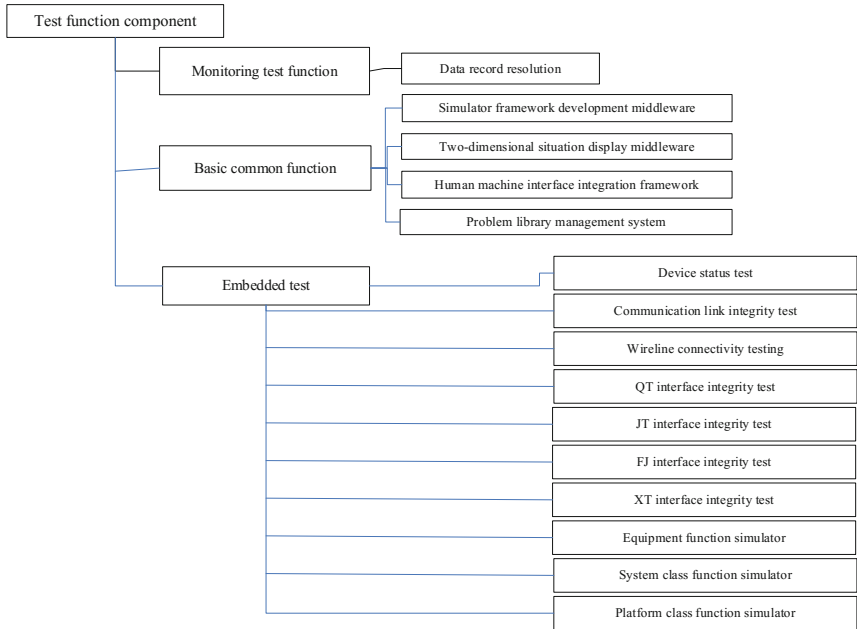 Test function component
Monitoring test function
Data record resolution
Simulator framework development middleware
Two-dimensional situation display middleware
Basic common function
Human machine interface integration framework
Problem library management system
Embedded test
Device status test
Communication link integrity test
Wireline connectivity testing
QT interface integrity test
JT interface integrity test
FJ interface integrity test
XT interface integrity test
Equipment function simulator
System class function simulator
Platform class function simulator